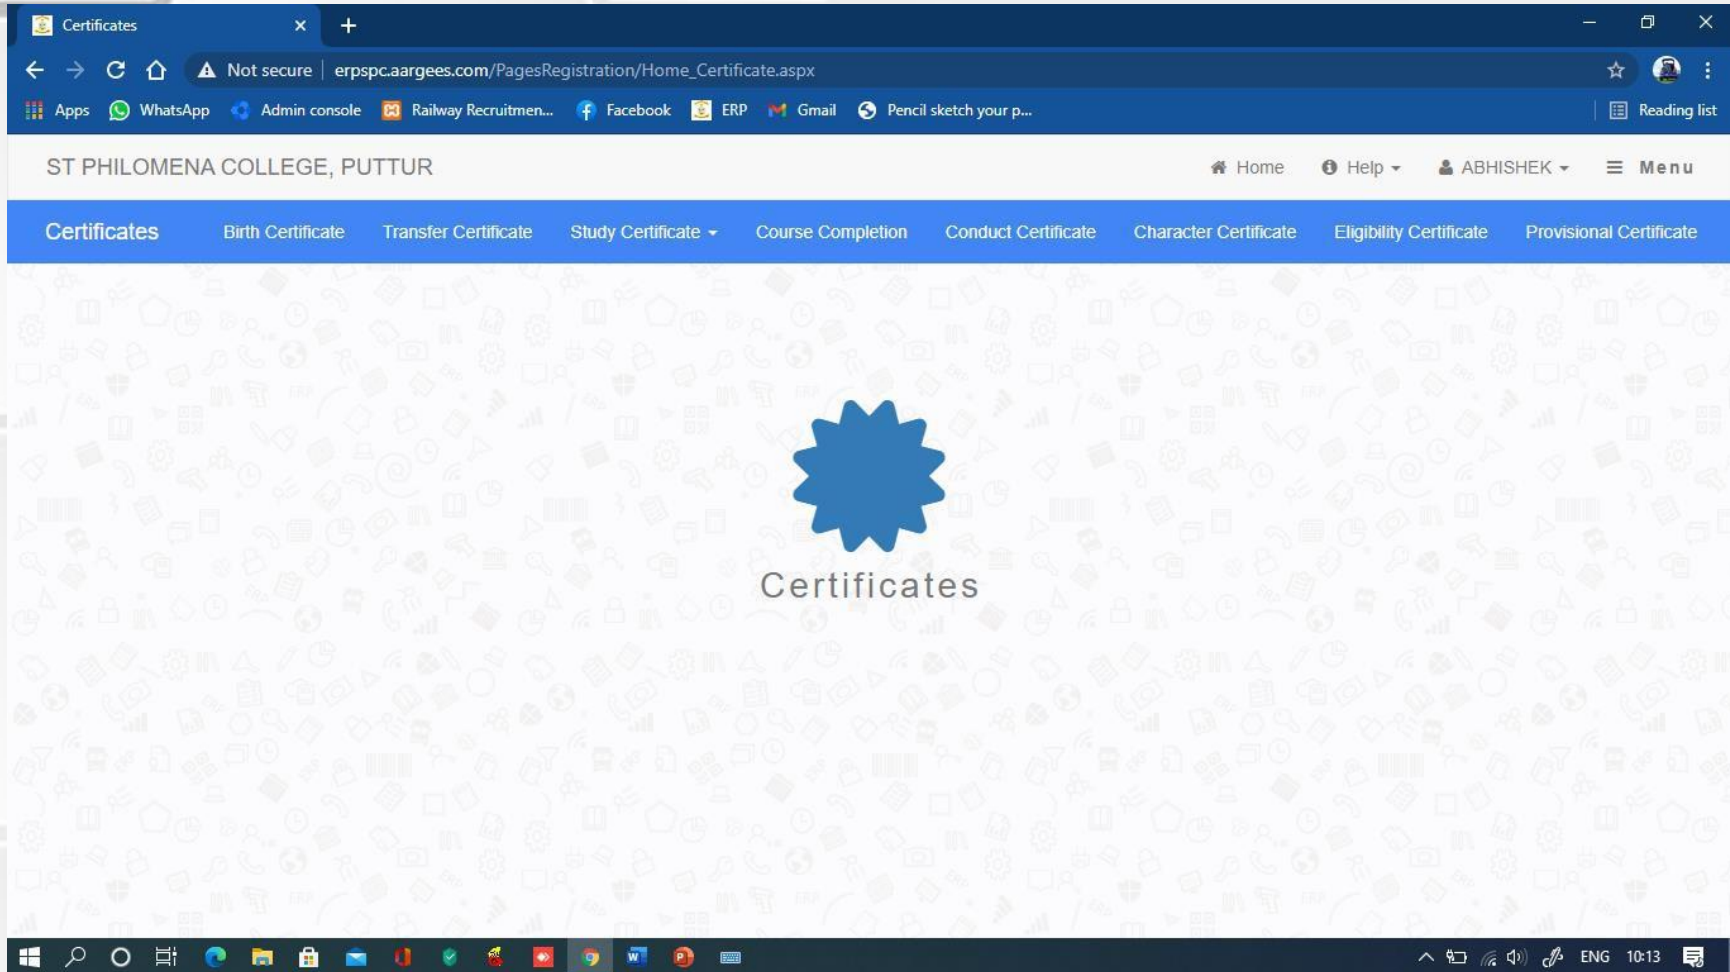 Certificates
Not secure erpspc.aargees.com/PagesRegistration/Home_Certificate.aspx
Apps WhatsApp Admin console Railway Recruitmen... Facebook ERP Gmail Pencil sketch your p... Reading list
ST PHILOMENA COLLEGE, PUTTUR Home Help ABHISHEK Menu
Certificates Birth Certificate Transfer Certificate Study Certificate Course Completion Conduct Certificate Character Certificate Eligibility Certificate Provisional Certificate
Certificates
ENG 10:13